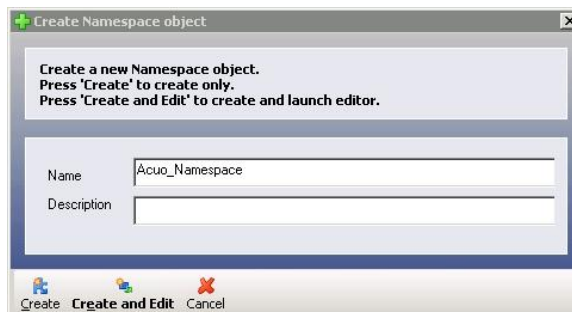 Create Namespace object
Create a new Namespace object.
Press 'Create' to create only.
Press 'Create and Edit' to create and launch editor.
Name Acuo_Namespace
Description
Create Create and Edit Cancel